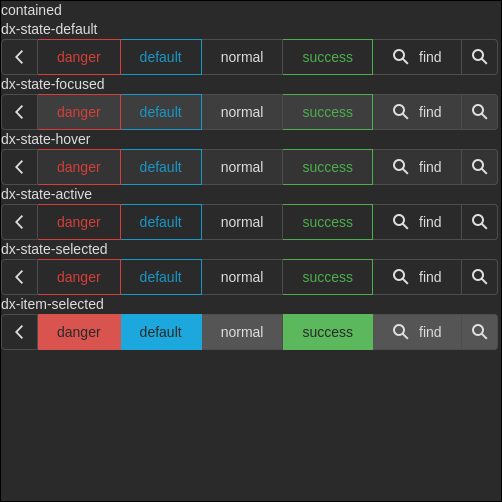 contained
dx-state-default
danger default normal success find
dx-state-focused
danger default normal success find
dx-state-hover
danger default normal success find
dx-state-active
danger default normal success find
dx-state-selected
danger default normal success find
dx-item-selected
danger default normal success find